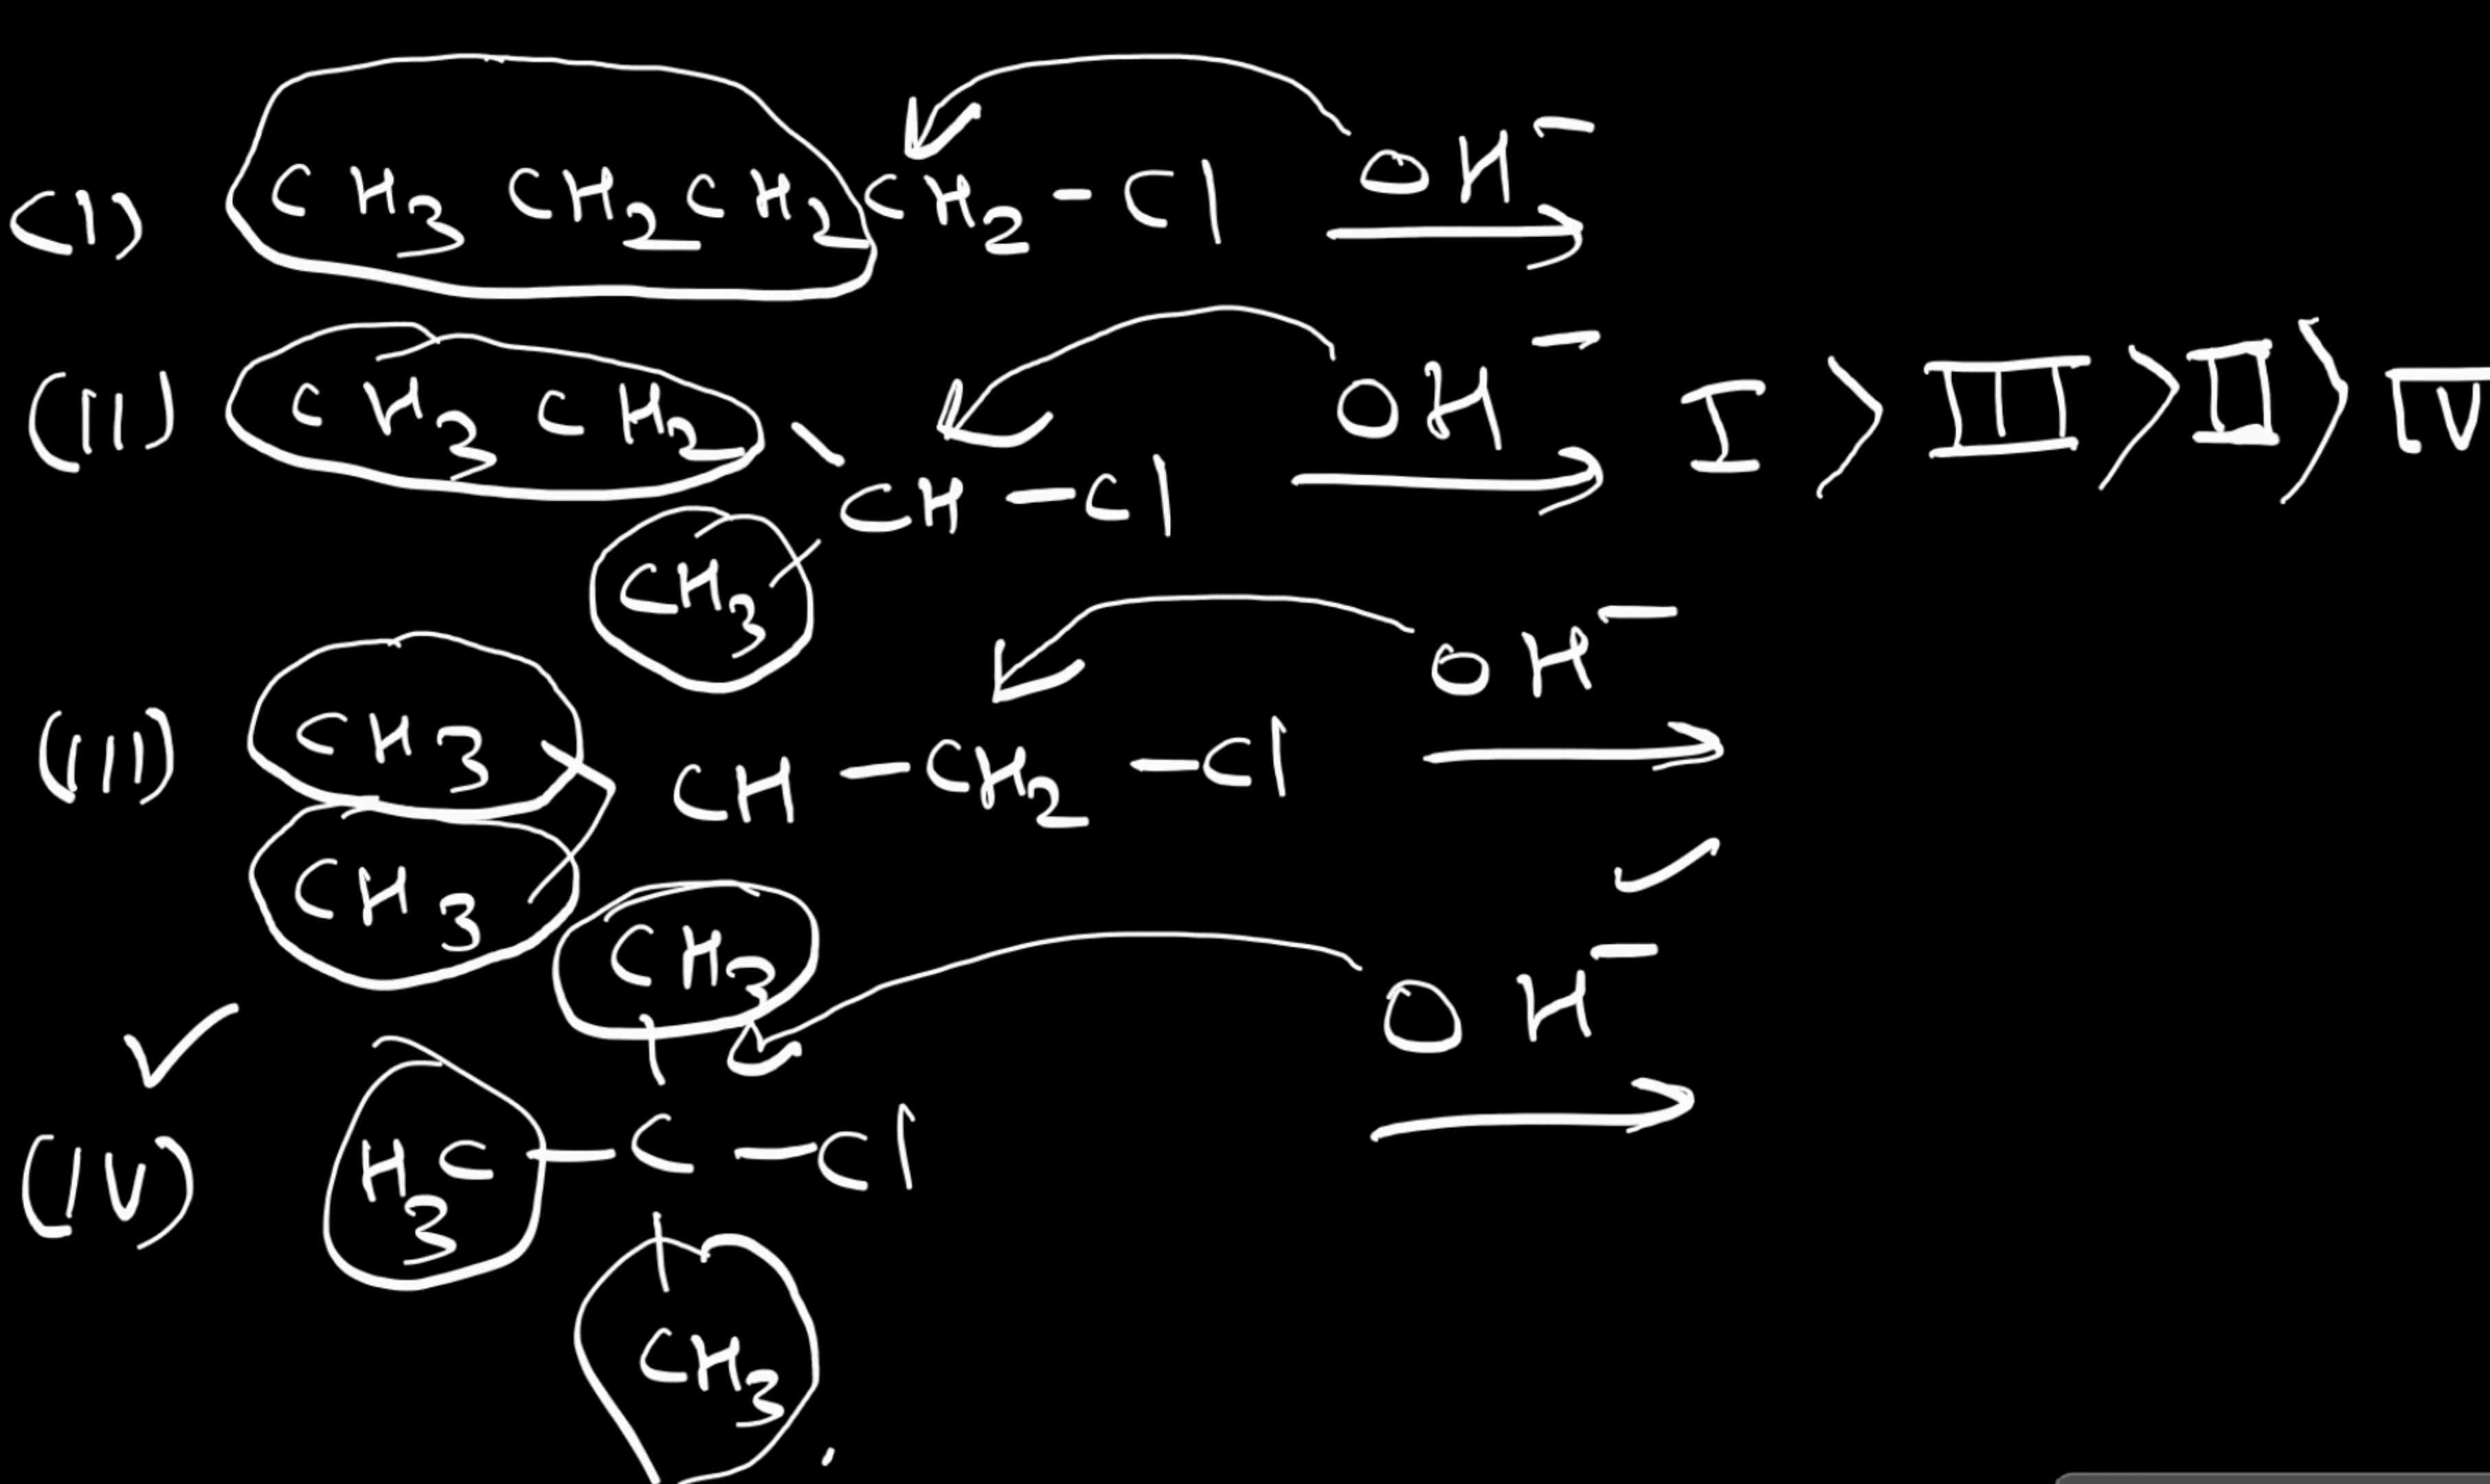 (I) CH3 CH2 CH2 CH2 - Cl OH⁻ →
(II) CH3 CH2 \ OH⁻ → I > III > II > IV
CH - Cl
CH3 /
(III) CH3 \ CH - CH2 - Cl OH⁻ →
CH3 /
CH3
|
(IV) H3C - C - Cl OH⁻ →
|
CH3